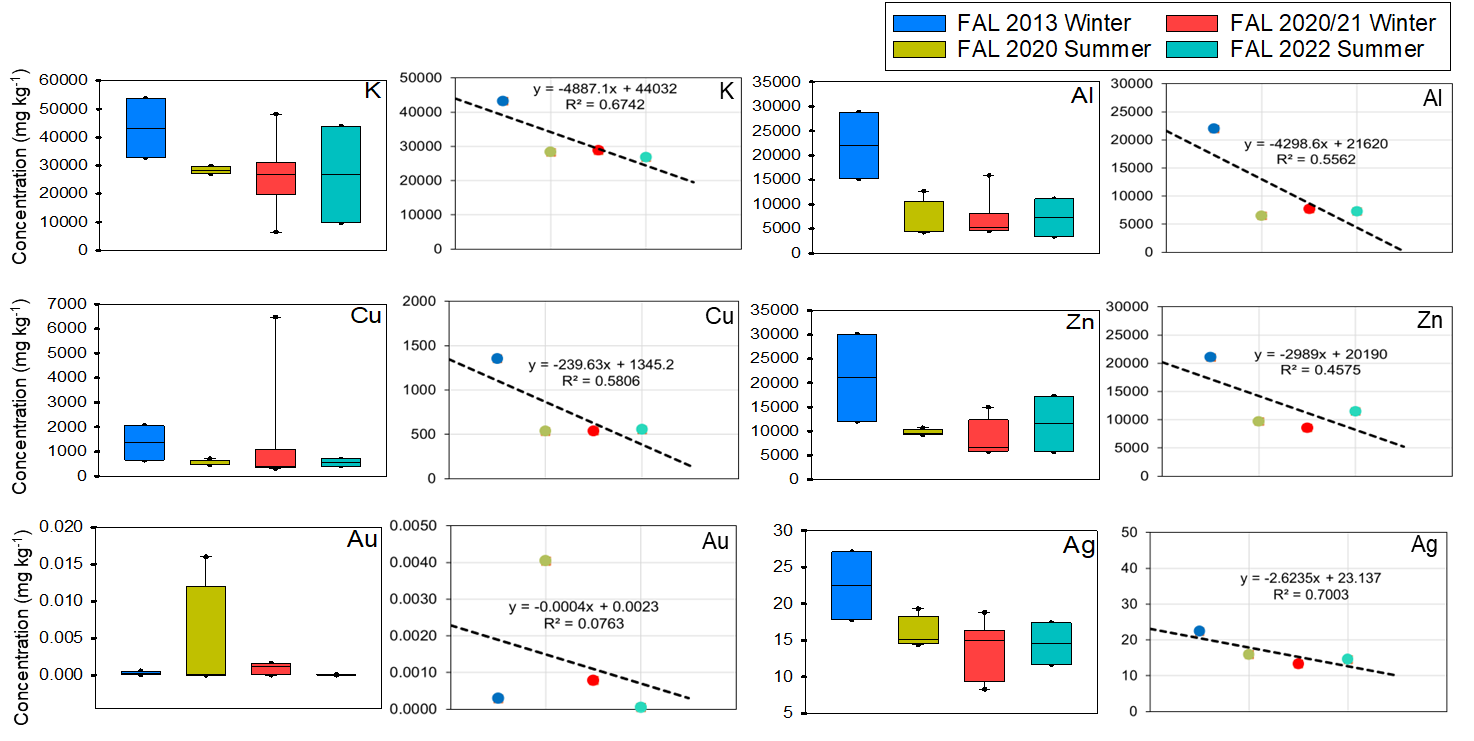 FAL 2013 Winter FAL 2020/21 Winter
FAL 2020 Summer FAL 2022 Summer
Concentration (mg kg-1)
60000
50000
40000
30000
20000
10000
0
K
50000
40000
30000
20000
10000
0
y = -4887.1x + 44032
R² = 0.6742
K
35000
30000
25000
20000
15000
10000
5000
0
Al
30000
25000
20000
15000
10000
5000
0
y = -4298.6x + 21620
R² = 0.5562
Al
Concentration (mg kg-1)
7000
6000
5000
4000
3000
2000
1000
0
Cu
2000
1500
1000
500
0
y = -239.63x + 1345.2
R² = 0.5806
Cu
35000
30000
25000
20000
15000
10000
5000
0
Zn
30000
25000
20000
15000
10000
5000
0
y = -2989x + 20190
R² = 0.4575
Zn
Concentration (mg kg-1)
0.020
0.015
0.010
0.005
0.000
Au
0.0050
0.0040
0.0030
0.0020
0.0010
0.0000
y = -0.0004x + 0.0023
R² = 0.0763
Au
30
25
20
15
10
5
Ag
50
40
30
20
10
0
y = -2.6235x + 23.137
R² = 0.7003
Ag